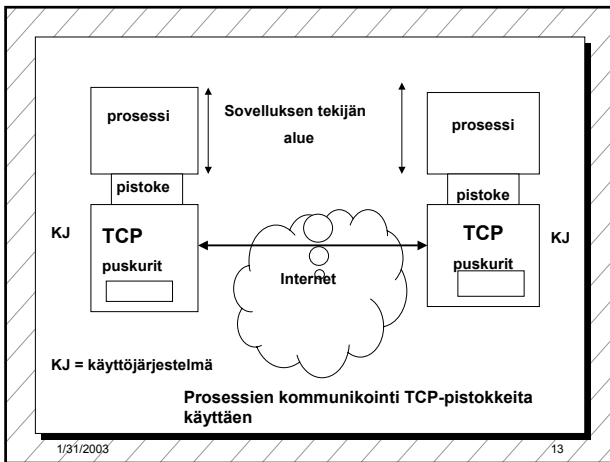 prosessi
Sovelluksen tekijän
alue
prosessi
pistoke
pistoke
KJ
TCP
puskurit
Internet
TCP
puskurit
KJ
KJ = käyttöjärjestelmä
Prosessien kommunikointi TCP-pistokkeita
käyttäen
1/31/2003
13